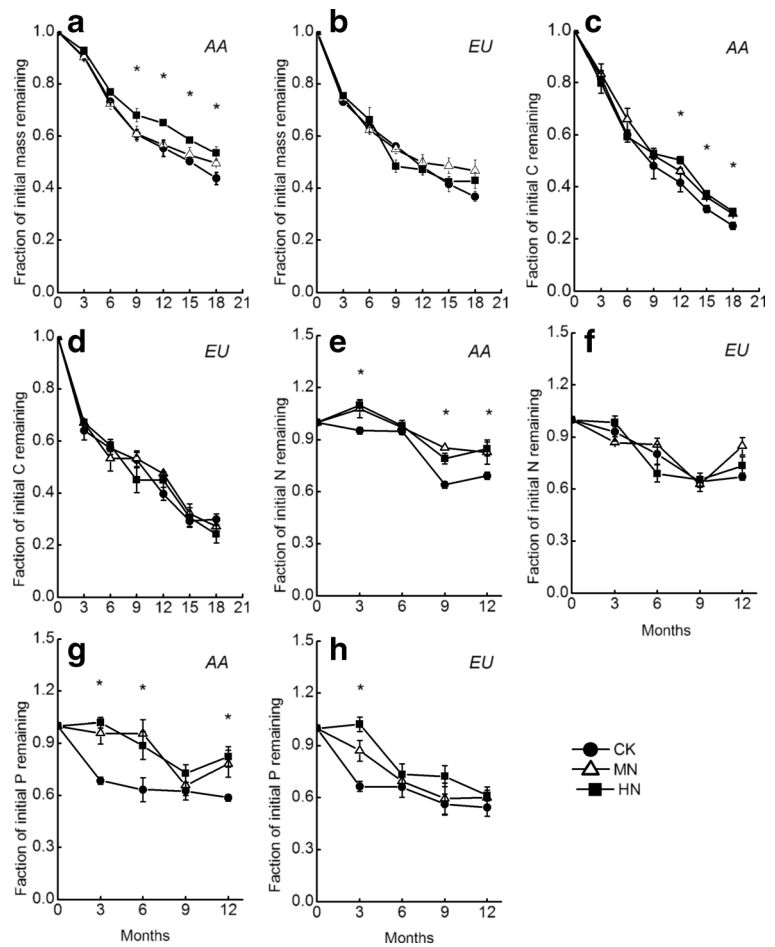 a
AA
Fraction of initial mass remaining
1.0
0.8
0.6
0.4
0.2
0.0
* * * *
0 3 6 9 12 15 18 21
b
EU
Fraction of initial mass remaining
1.0
0.8
0.6
0.4
0.2
0.0
0 3 6 9 12 15 18 21
c
AA
Faction of initial C remaining
1.0
0.8
0.6
0.4
0.2
0.0
* * *
0 3 6 9 12 15 18 21
d
EU
Faction of initial C remaining
1.0
0.8
0.6
0.4
0.2
0.0
0 3 6 9 12 15 18 21
e
AA
Faction of initial N remaining
1.5
1.2
0.9
0.6
0.3
0.0
* * *
0 3 6 9 12
f
EU
Faction of initial N remaining
1.5
1.2
0.9
0.6
0.3
0.0
0 3 6 9 12
Months
g
AA
Faction of initial P remaining
1.5
1.2
0.9
0.6
0.3
0.0
* * *
0 3 6 9 12
Months
h
EU
Faction of initial P remaining
1.5
1.2
0.9
0.6
0.3
0.0
*
0 3 6 9 12
Months
CK
MN
HN